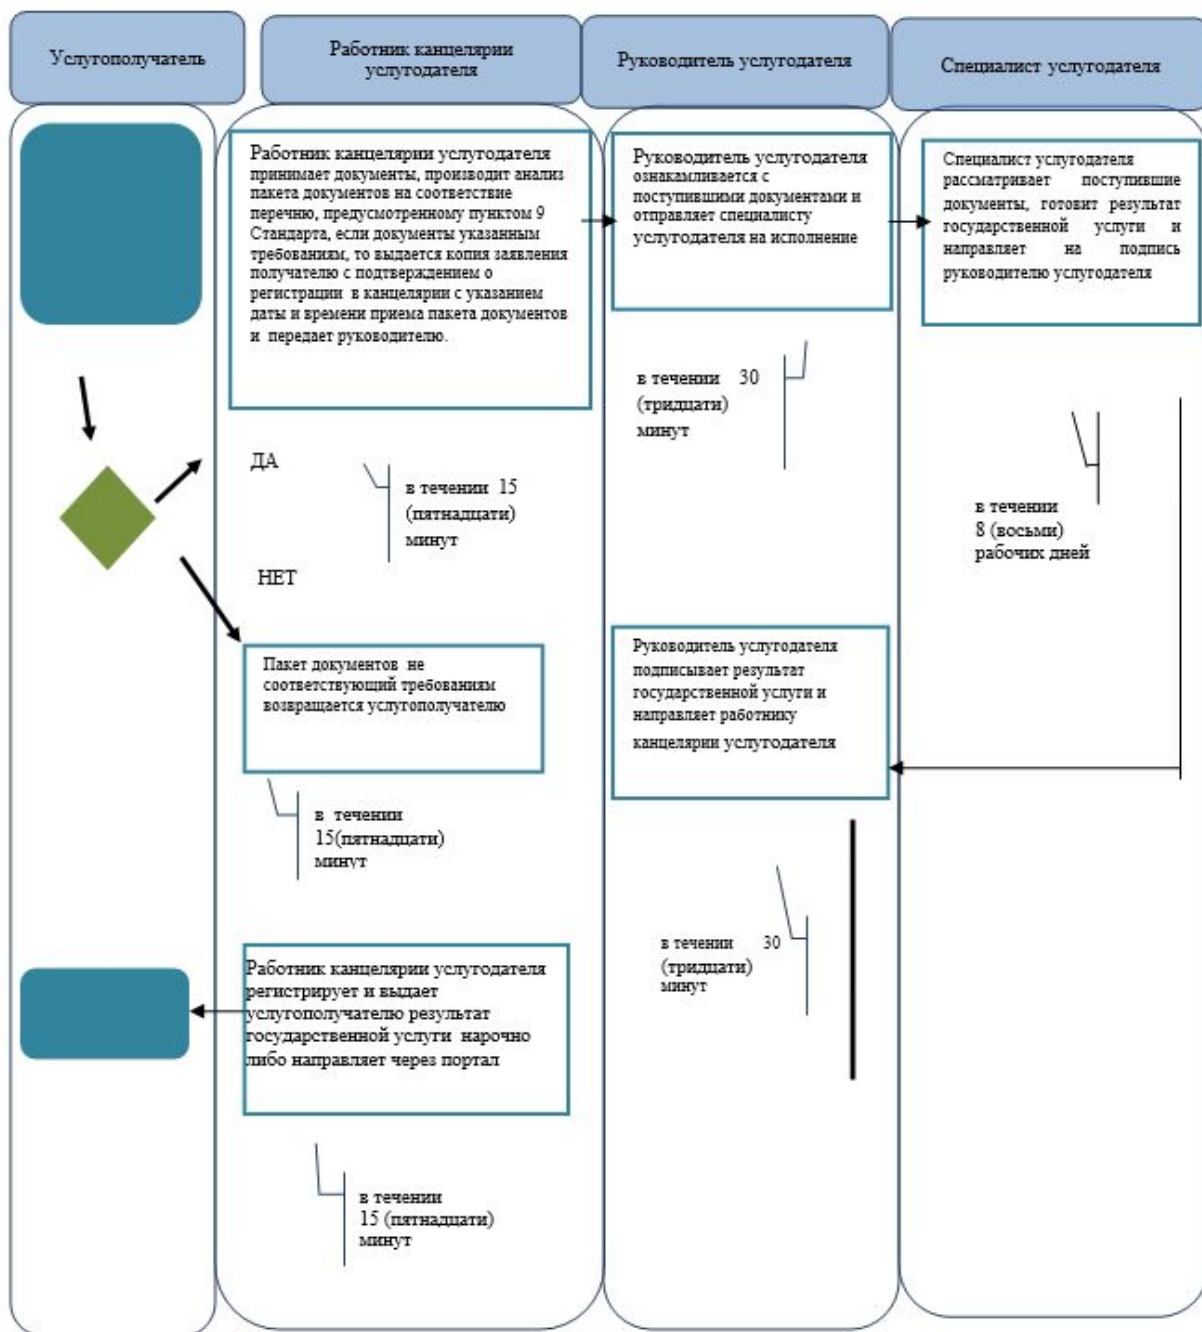 Услугополучатель
Работник канцелярии
услугодателя
Руководитель услугодателя
Специалист услугодателя
Работник канцелярии услугодателя
принимает документы, производит анализ
пакета документов на соответствие
перечню, предусмотренному пунктом 9
Стандарта, если документы указанным
требованиям, то выдается копия заявления
получателю с подтверждением о
регистрации в канцелярии с указанием
даты и времени приема пакета документов
и передает руководителю.
Руководитель услугодателя
ознакамливается с
поступившими документами и
отправляет специалисту
услугодателя на исполнение
Специалист услугодателя
рассматривает поступившие
документы, готовит результат
государственной услуги и
направляет на подпись
руководителю услугодателя
в течении 30
(тридцати)
минут
ДА
в течении 15
(пятнадцати)
минут
в течении
8 (восьми)
рабочих дней
НЕТ
Пакет документов не
соответствующий требованиям
возвращается услугополучателю
Руководитель услугодателя
подписывает результат
государственной услуги и
направляет работнику
канцелярии услугодателя
в течении
15(пятнадцати)
минут
в течении 30
(тридцати)
минут
Работник канцелярии услугодателя
регистрирует и выдает
услугополучателю результат
государственной услуги нарочно
либо направляет через портал
в течении
15 (пятнадцати)
минут